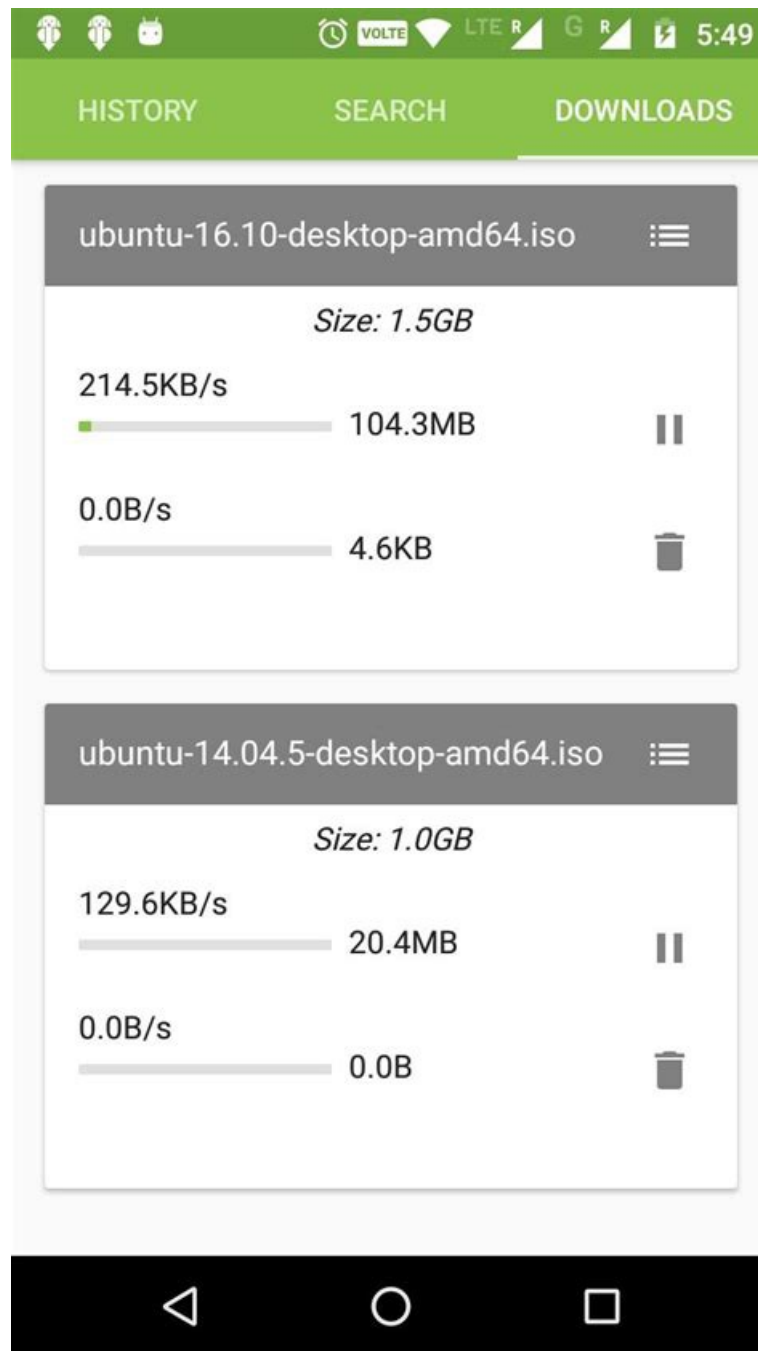 VOLTE LTE R G R 5:49
HISTORY SEARCH DOWNLOADS
ubuntu-16.10-desktop-amd64.iso
Size: 1.5GB
214.5KB/s
104.3MB
0.0B/s
4.6KB
ubuntu-14.04.5-desktop-amd64.iso
Size: 1.0GB
129.6KB/s
20.4MB
0.0B/s
0.0B